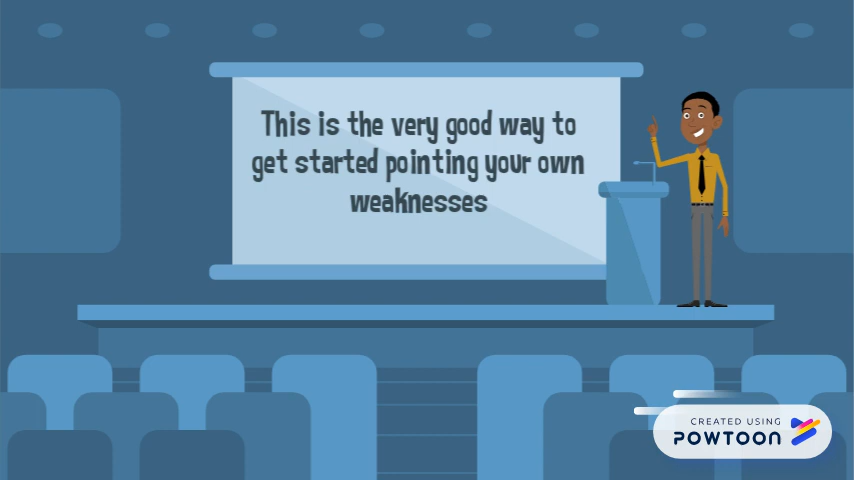 This is the very good way to
get started pointing your own
weaknesses
CREATED USING
POWTOON